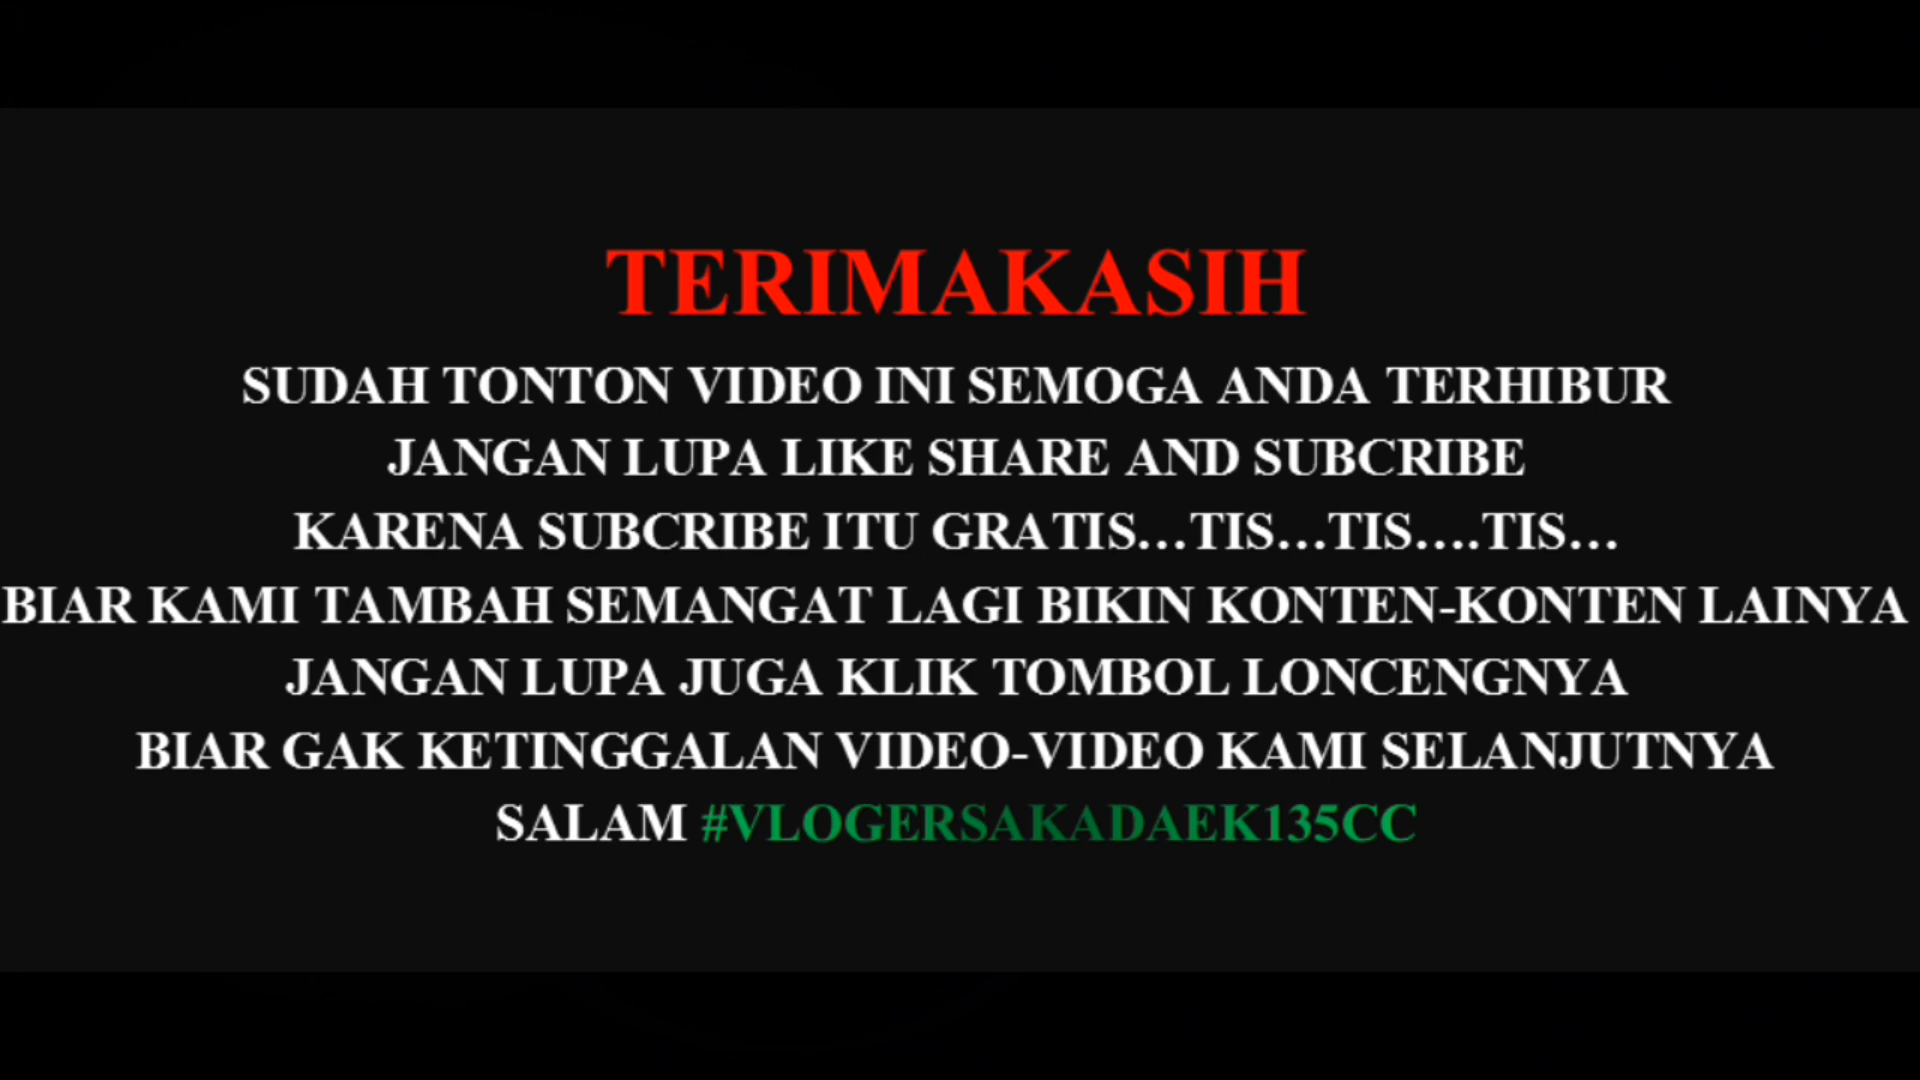 TERIMAKASIH
SUDAH TONTON VIDEO INI SEMOGA ANDA TERHIBUR
JANGAN LUPA LIKE SHARE AND SUBCRIBE
KARENA SUBCRIBE ITU GRATIS...TIS...TIS....TIS...
BIAR KAMI TAMBAH SEMANGAT LAGI BIKIN KONTEN-KONTEN LAINYA
JANGAN LUPA JUGA KLIK TOMBOL LONCENGNYA
BIAR GAK KETINGGALAN VIDEO-VIDEO KAMI SELANJUTNYA
SALAM #VLOGERSAKADAEK135CC